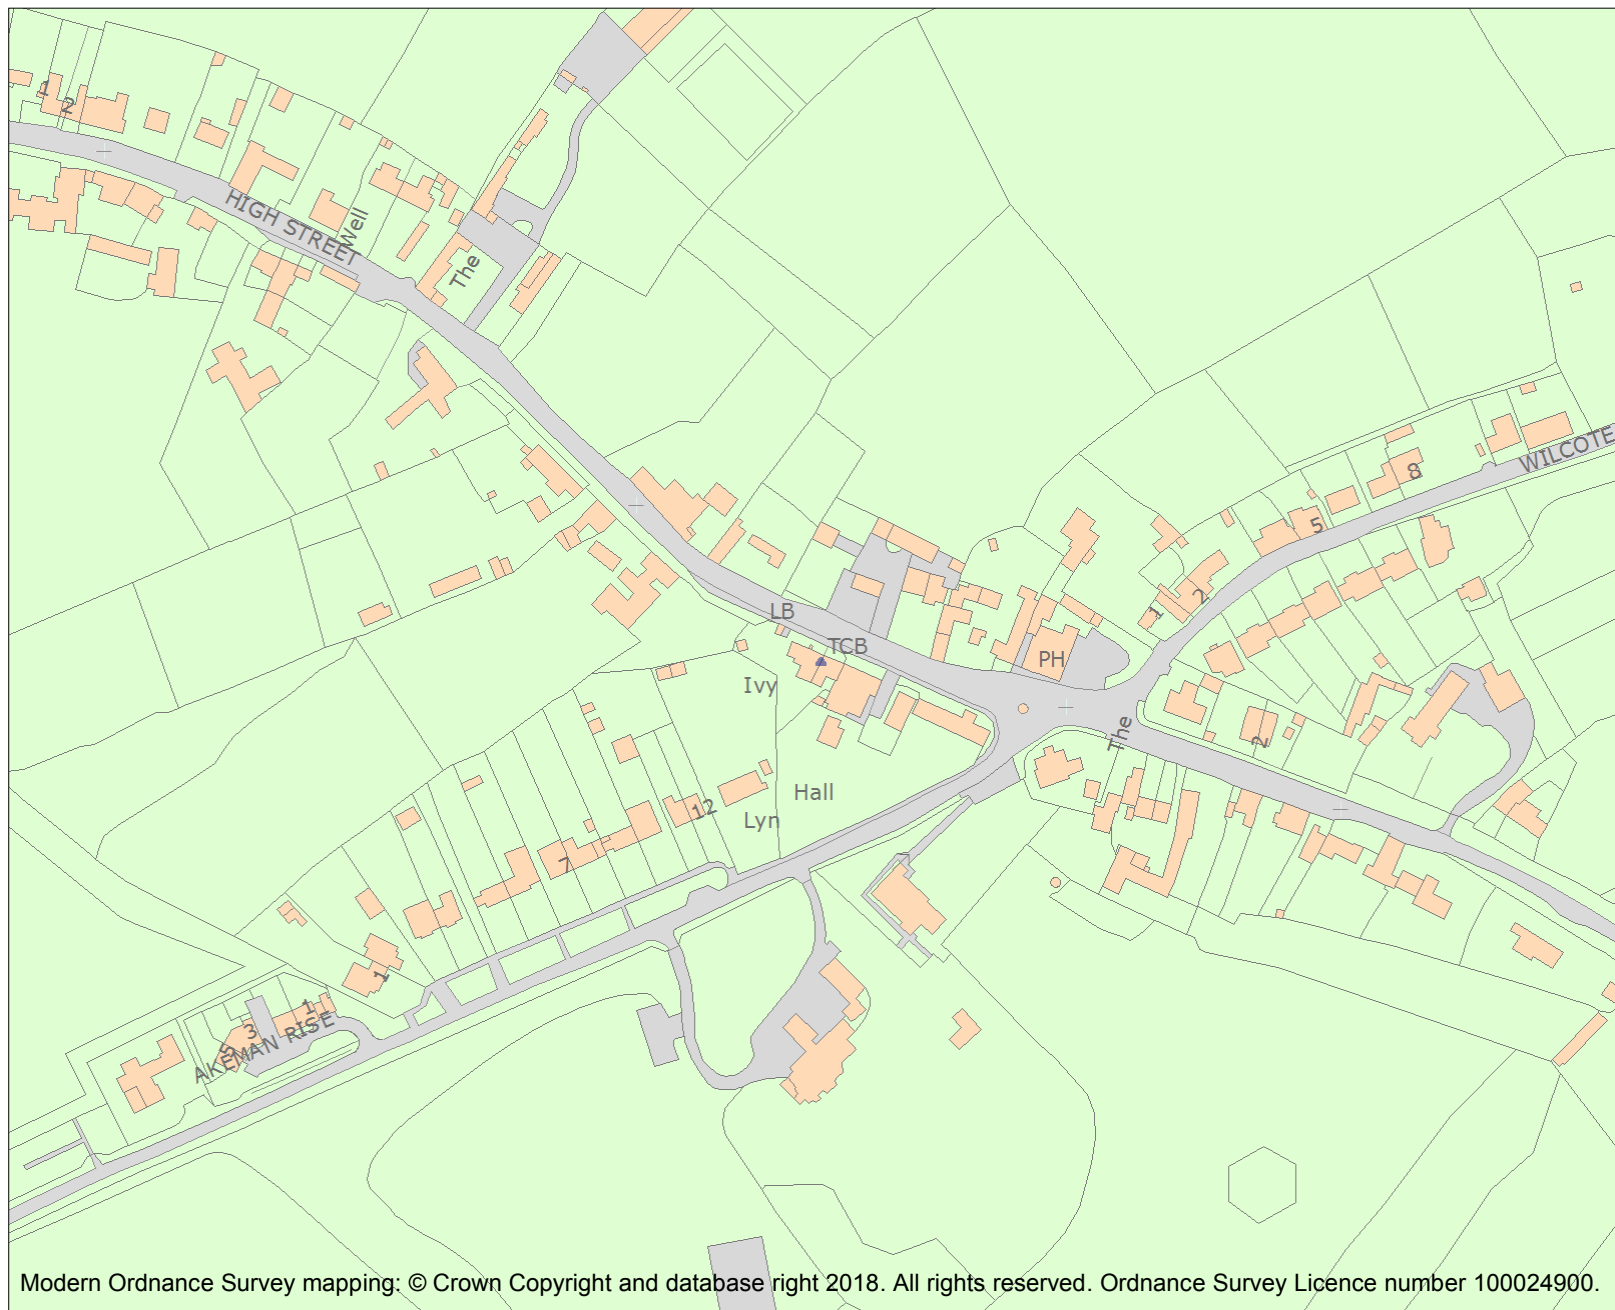 1
2
HIGH STREET
Well
The
WILCOTE
8
5
2
1
LB
TCB
PH
Ivy
The
2
Hall
Lyn
12
7
1
1
3
5
AKEMAN RISE
Modern Ordnance Survey mapping: © Crown Copyright and database right 2018. All rights reserved. Ordnance Survey Licence number 100024900.